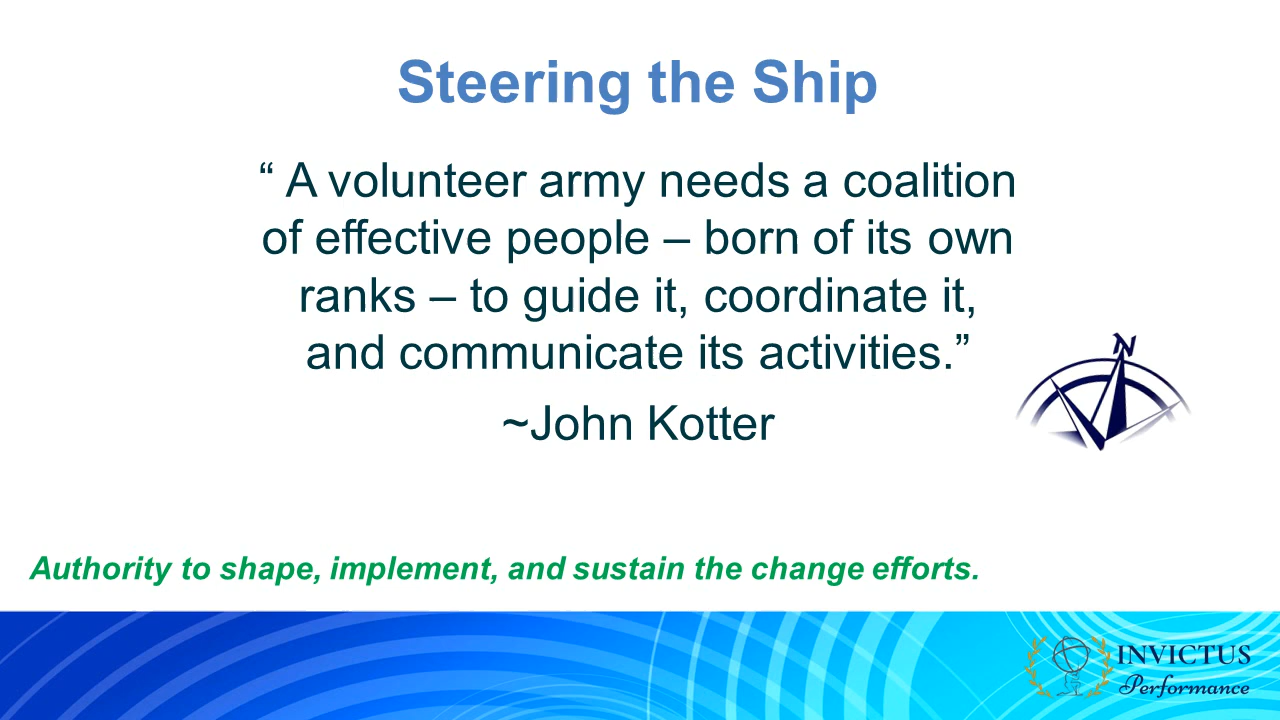 Steering the Ship
“ A volunteer army needs a coalition
of effective people – born of its own
ranks – to guide it, coordinate it,
and communicate its activities.”
~John Kotter
N
Authority to shape, implement, and sustain the change efforts.
INVICTUS
Performance